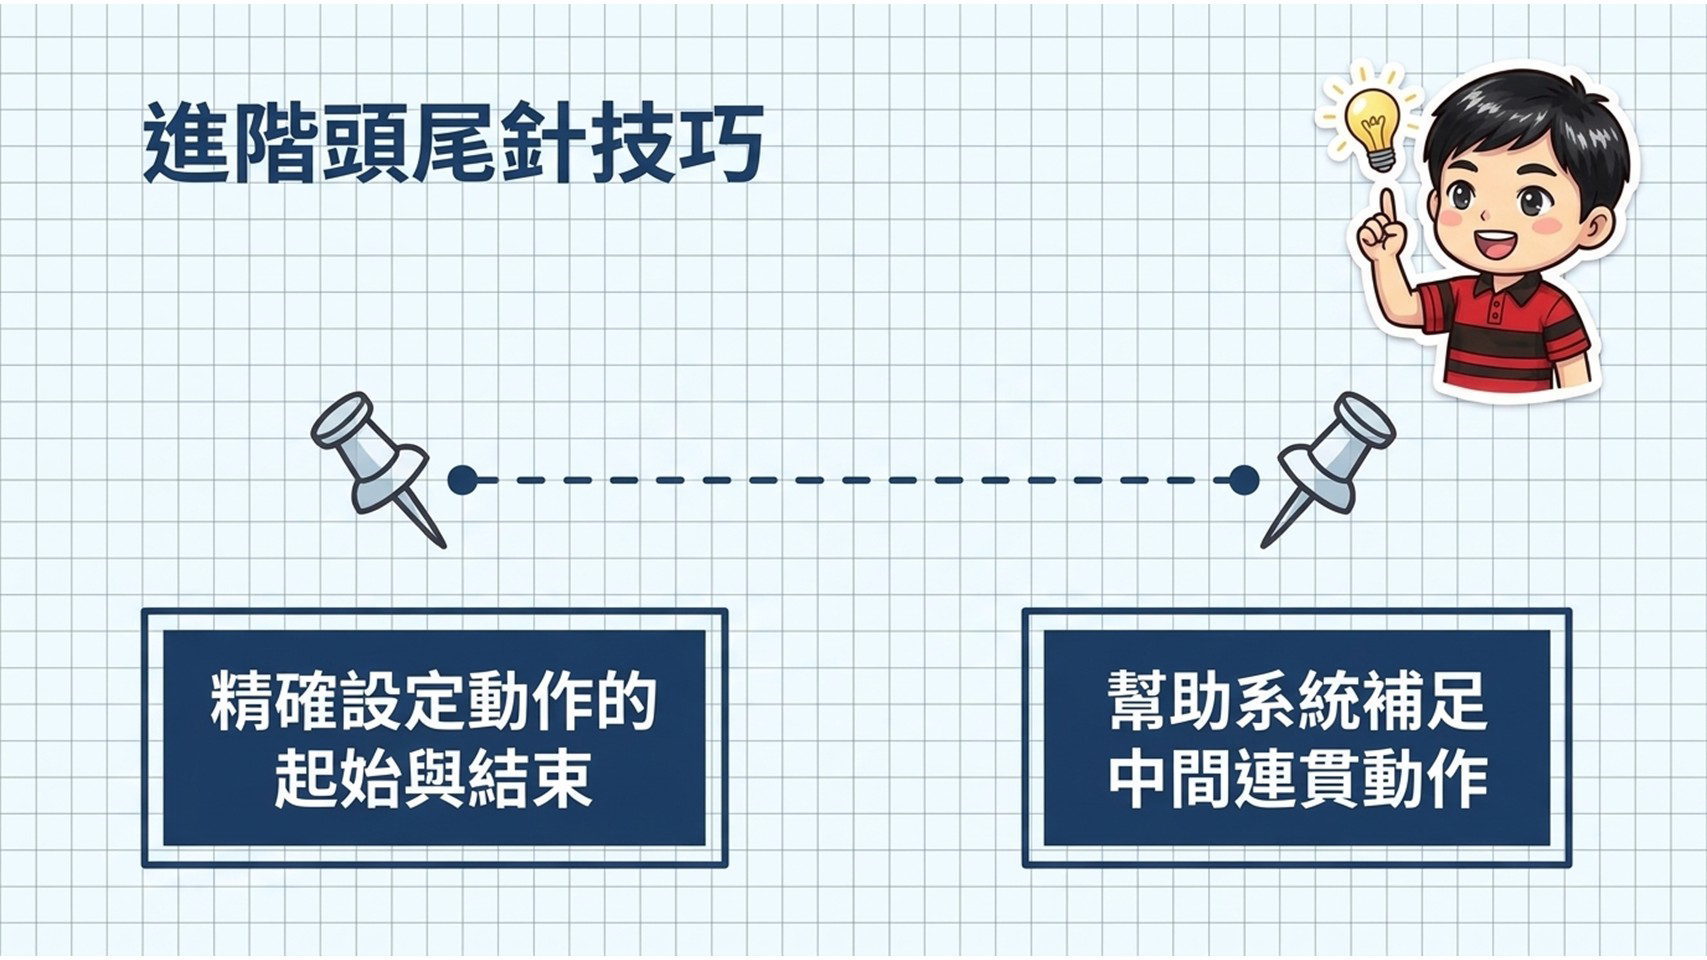 進階頭尾針技巧
精確設定動作的
起始與結束
幫助系統補足
中間連貫動作